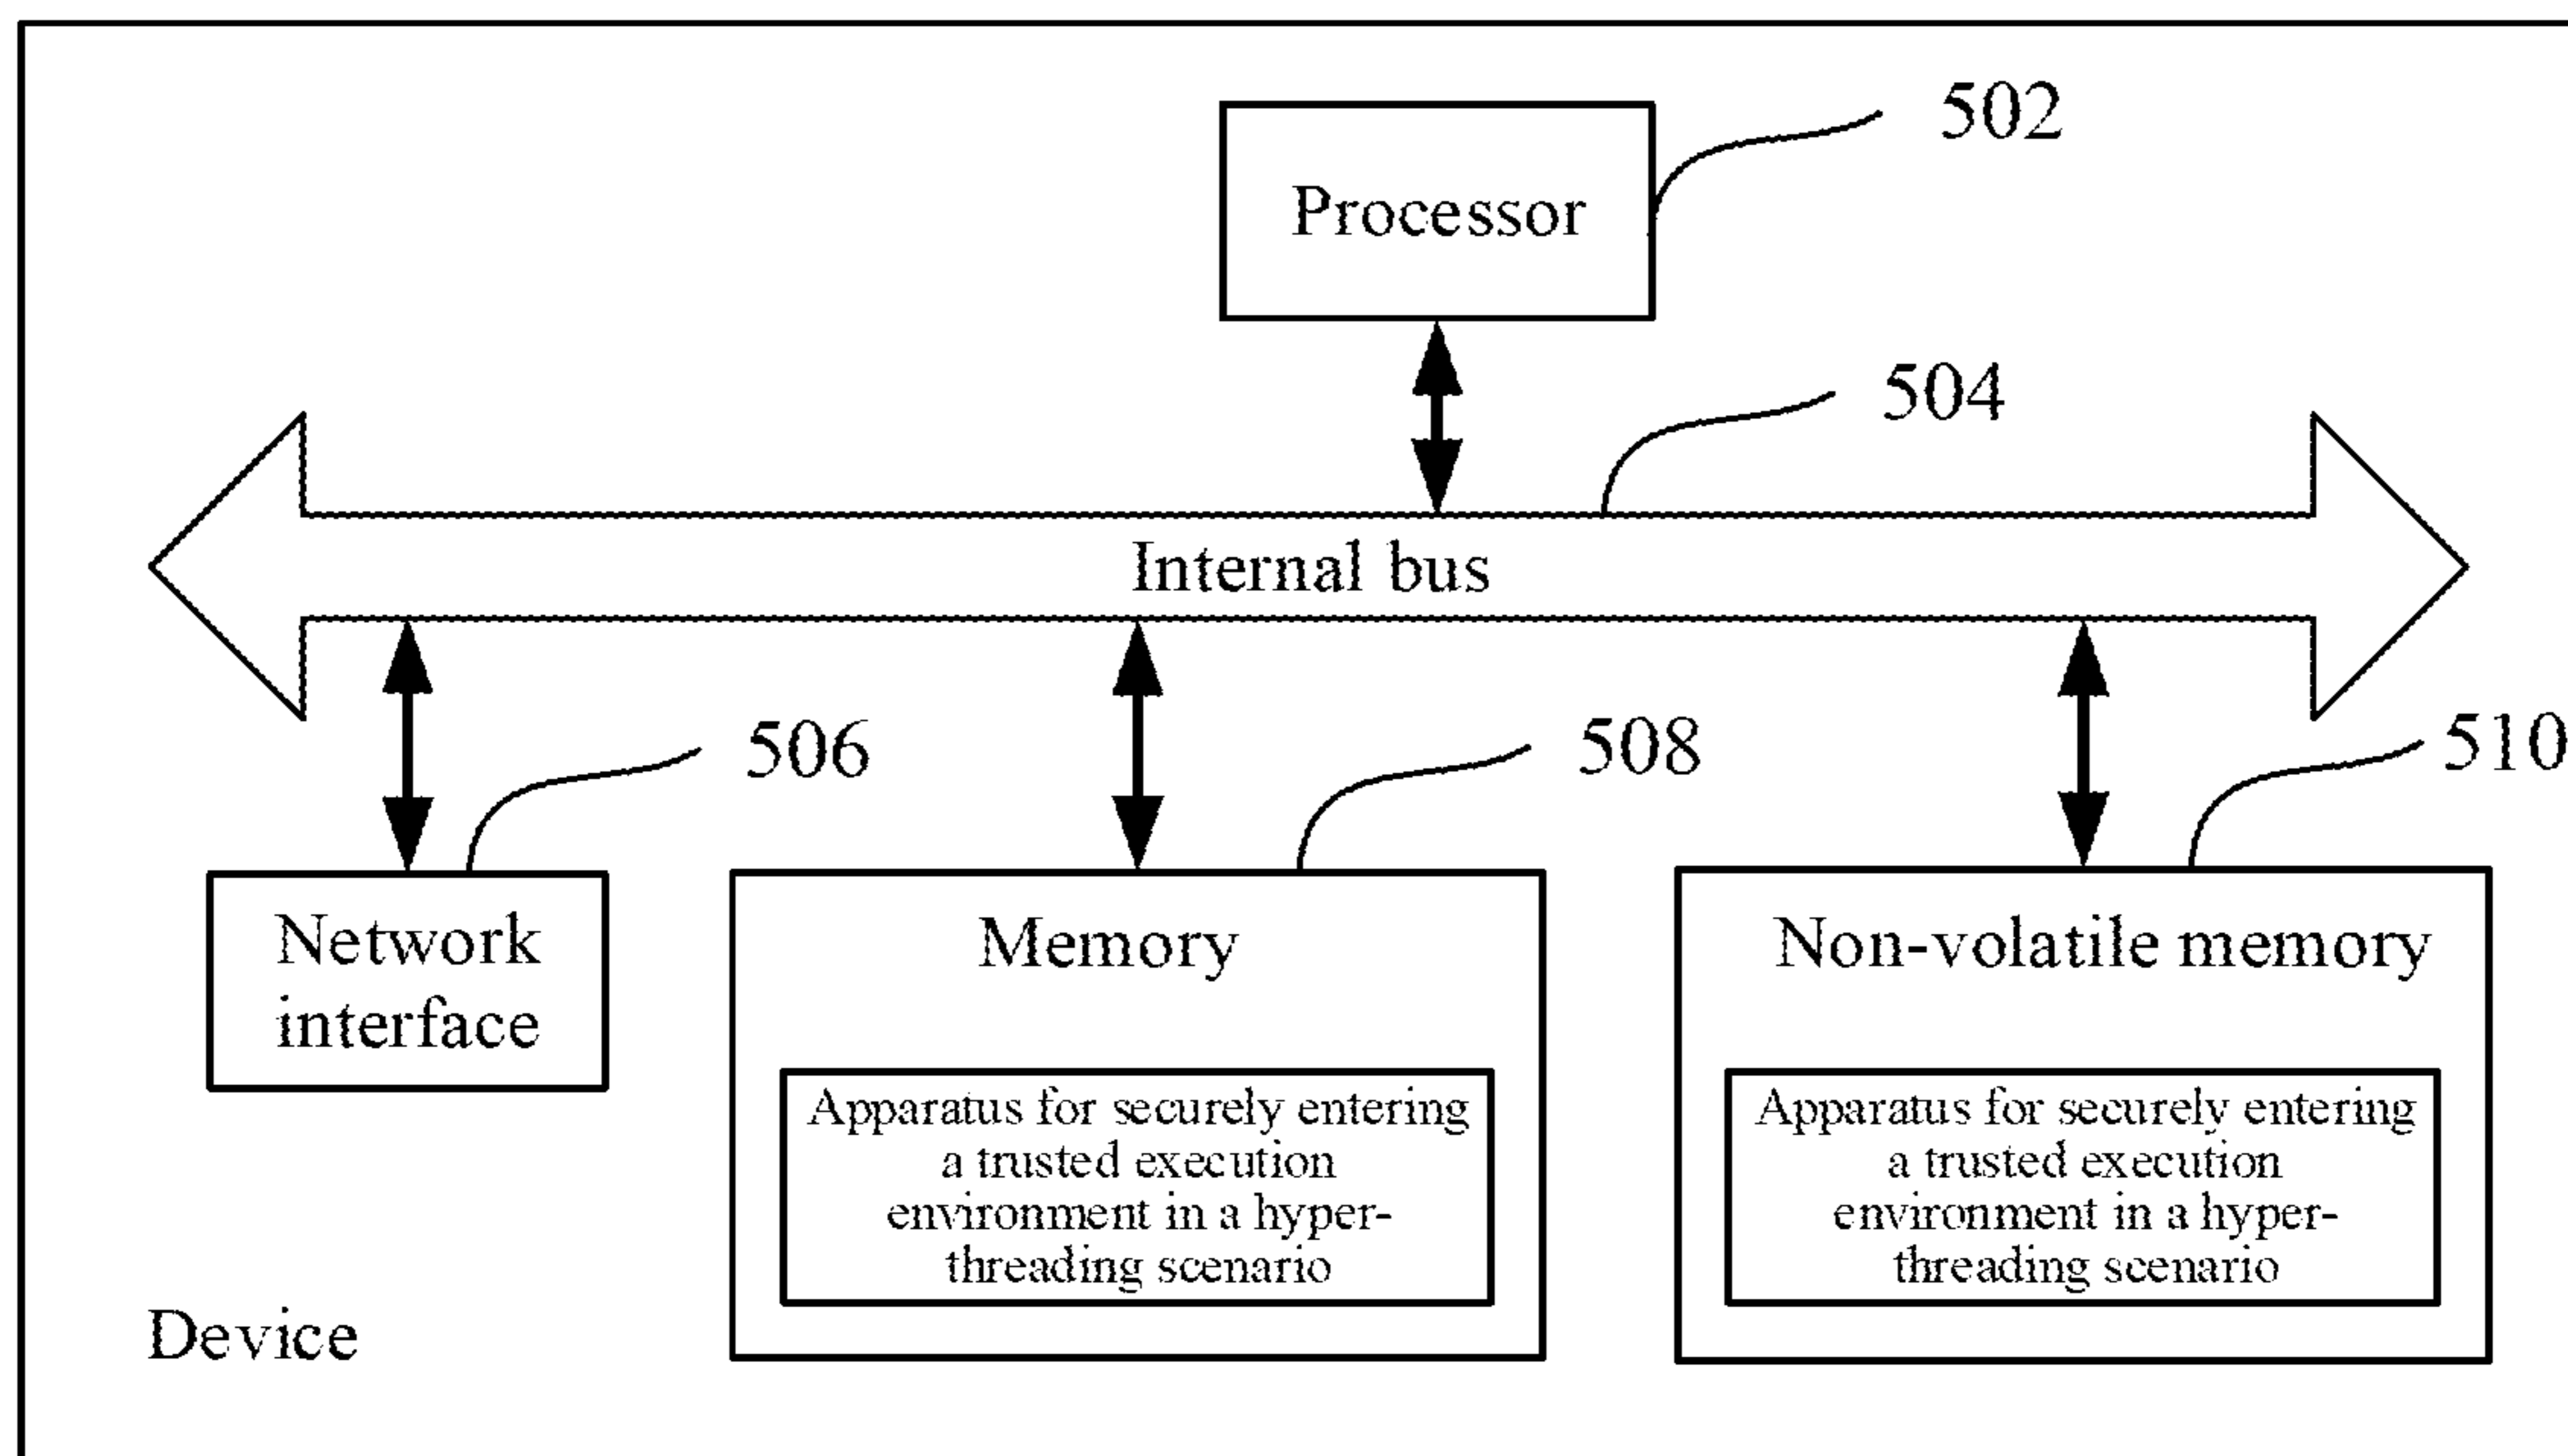 502
Processor
504
Internal bus
506
508
510
Network
interface
Memory
Apparatus for securely entering
a trusted execution
environment in a hyper-
threading scenario
Non-volatile memory
Apparatus for securely entering
a trusted execution
environment in a hyper-
threading scenario
Device